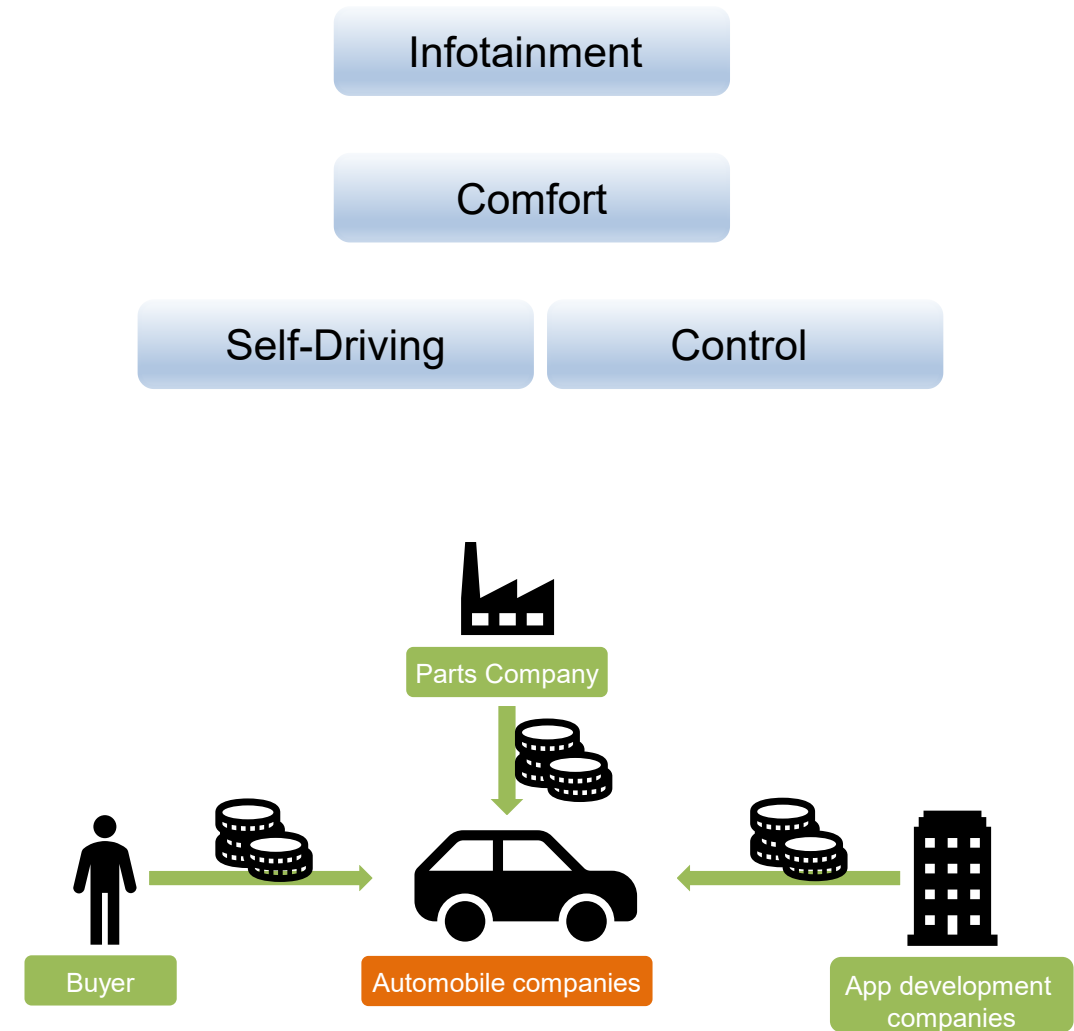 Infotainment
Comfort
Self-Driving
Control
Parts Company
Buyer
Automobile companies
App development
companies